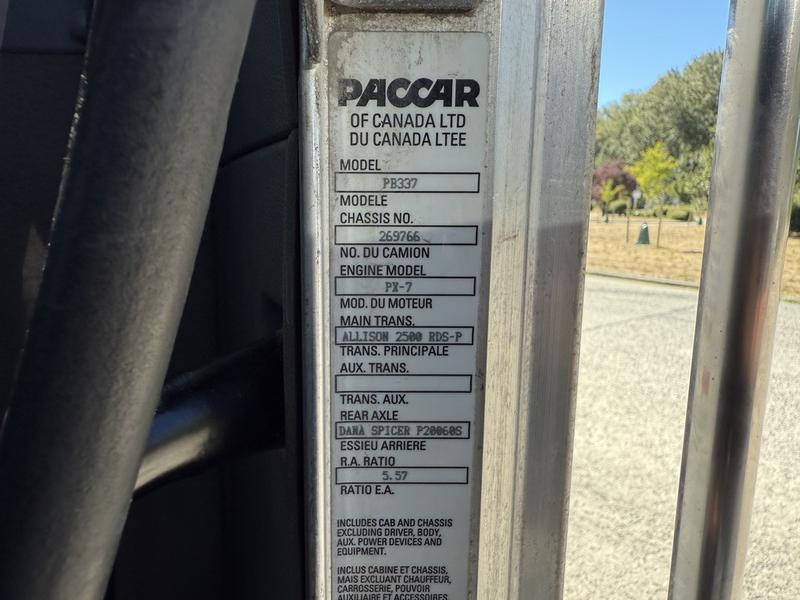 PACCAR
OF CANADA LTD
DU CANADA LTEE
MODEL
PB337
MODELE
CHASSIS NO.
269766
NO. DU CAMION
ENGINE MODEL
PX-7
MOD. DU MOTEUR
MAIN TRANS.
ALLISON 2500 RDS-P
TRANS. PRINCIPALE
AUX. TRANS.
TRANS. AUX.
REAR AXLE
DANA SPICER P20060S
ESSIEU ARRIERE
R.A. RATIO
5.57
RATIO E.A.
INCLUDES CAB AND CHASSIS
EXCLUDING DRIVER, BODY,
AUX. POWER DEVICES AND
EQUIPMENT.
INCLUS CABINE ET CHASSIS,
MAIS EXCLUANT CHAUFFEUR,
CARROSSERIE, POUVOIR
AUXILIAIRE ET ACCESSOIRES